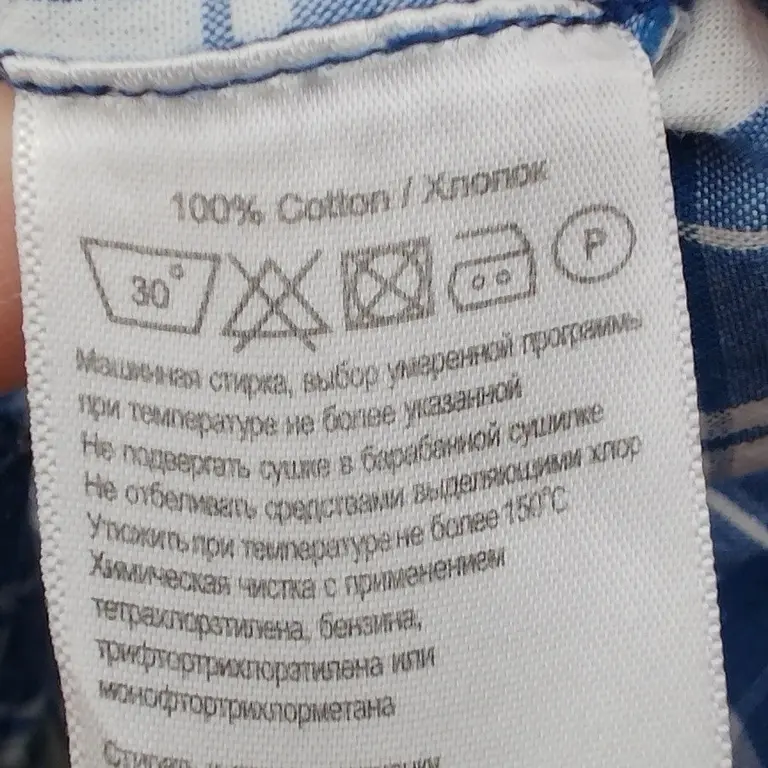 100% Cotton / Хлопок
30° P
Машинная стирка, выбор умеренной программы
при температуре не более указанной
Не подвергать сушке в барабанной сушилке
Не отбеливать средствами выделяющими хлор
Утюжить при температуре не более 150°C
Химическая чистка с применением
тетрахлорэтилена, бензина,
трифтортрихлорэтилена или
монофтортрихлорметана
Стирать